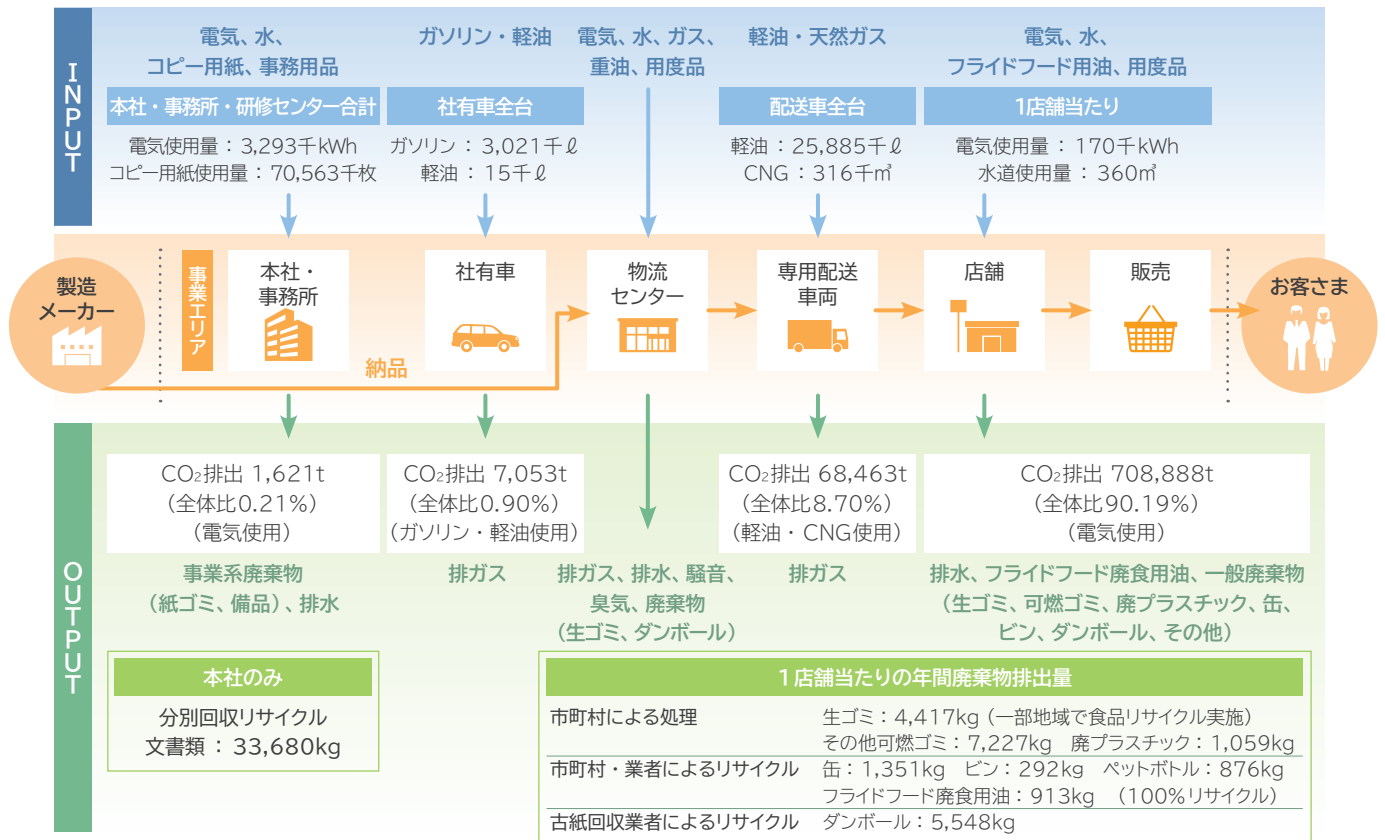 INPUT
電気、水、
コピー用紙、事務用品
本社・事務所・研修センター合計
電気使用量：3,293千kWh
コピー用紙使用量：70,563千枚
ガソリン・軽油
社有車全台
ガソリン：3,021千ℓ
軽油：15千ℓ
電気、水、ガス、
重油、用度品
軽油・天然ガス
配送車全台
軽油：25,885千ℓ
CNG：316千㎥
電気、水、
フライドフード用油、用度品
1店舗当たり
電気使用量：170千kWh
水道使用量：360㎥
製造
メーカー
事業エリア
本社・
事務所
社有車
物流
センター
専用配送
車両
店舗
販売
お客さま
納品
OUTPUT
CO₂排出 1,621t
（全体比0.21%）
（電気使用）
事業系廃棄物
（紙ゴミ、備品）、排水
CO₂排出 7,053t
（全体比0.90%）
（ガソリン・軽油使用）
排ガス
排ガス、排水、騒音、
臭気、廃棄物
（生ゴミ、ダンボール）
CO₂排出 68,463t
（全体比8.70%）
（軽油・CNG使用）
排ガス
CO₂排出 708,888t
（全体比90.19%）
（電気使用）
排水、フライドフード廃食用油、一般廃棄物
（生ゴミ、可燃ゴミ、廃プラスチック、缶、
ビン、ダンボール、その他）
本社のみ
分別回収リサイクル
文書類：33,680kg
1店舗当たりの年間廃棄物排出量
市町村による処理 生ゴミ：4,417kg（一部地域で食品リサイクル実施）
その他可燃ゴミ：7,227kg 廃プラスチック：1,059kg
市町村・業者によるリサイクル 缶：1,351kg ビン：292kg ペットボトル：876kg
フライドフード廃食用油：913kg （100%リサイクル）
古紙回収業者によるリサイクル ダンボール：5,548kg